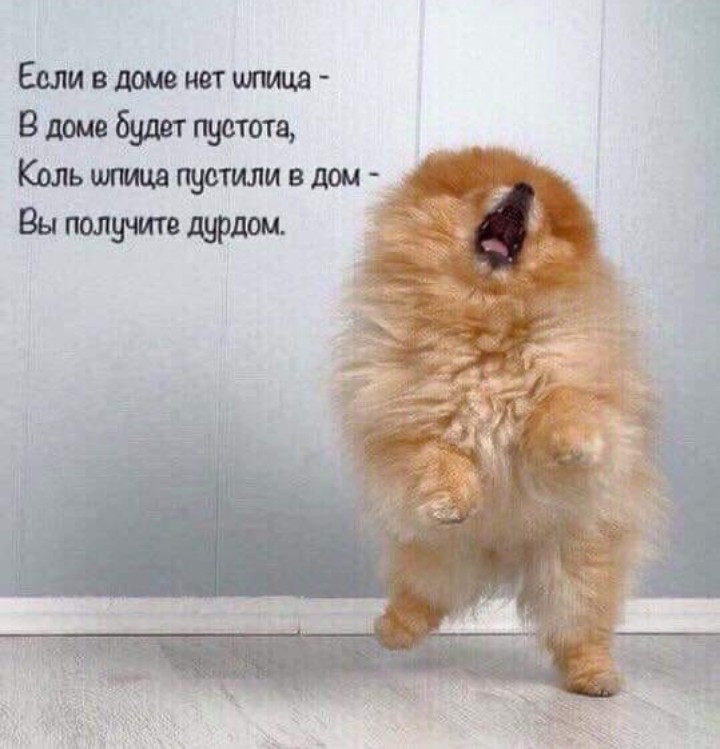 Если в доме нет шпица -
В доме будет пустота,
Коль шпица пустили в дом -
Вы получите дурдом.